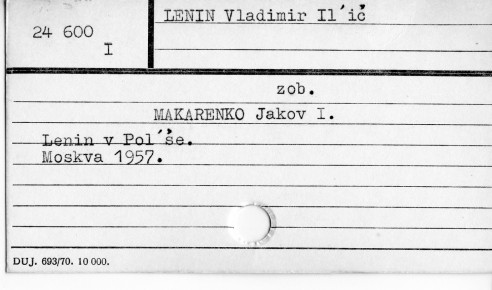 LENIN Vladimir Il´ič
24 600
I
zob.
MAKARENKO Jakov I.
Lenin v Pol´še.
Moskva 1957.
DUJ. 693/70. 10 000.